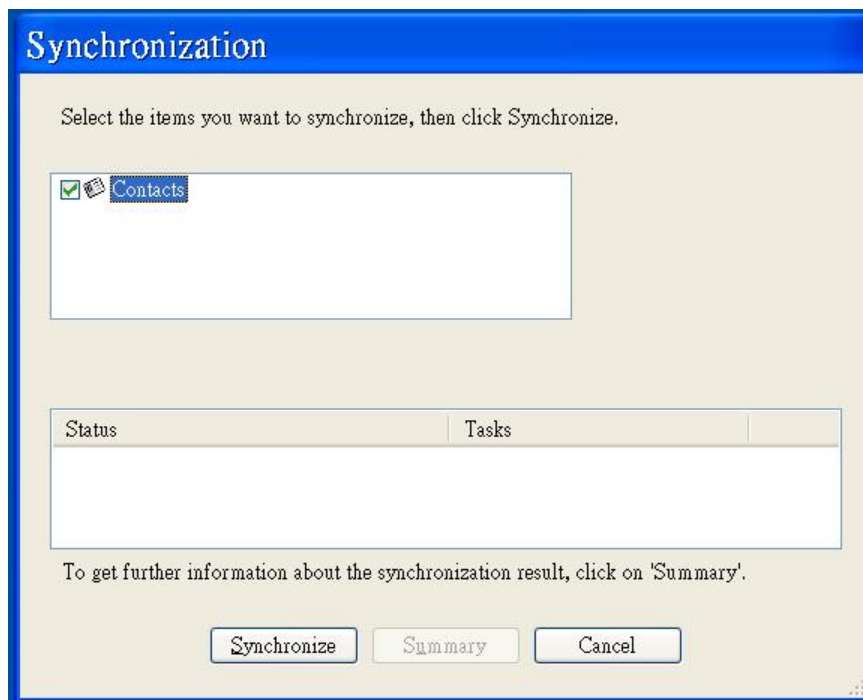 Synchronization
Select the items you want to synchronize, then click Synchronize.
Contacts
Status Tasks
To get further information about the synchronization result, click on 'Summary'.
Synchronize Summary Cancel